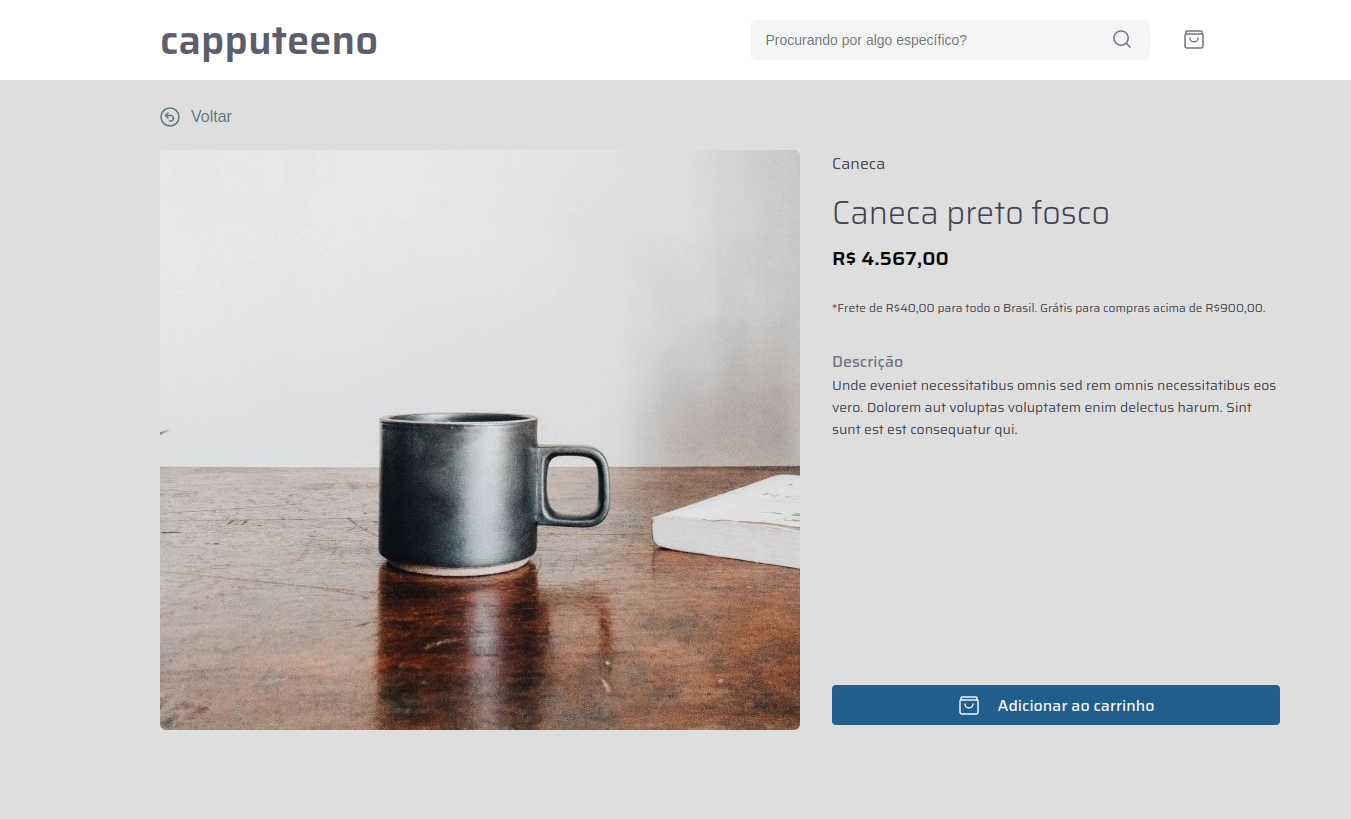 capputeeno
Procurando por algo específico?
Voltar
Caneca
Caneca preto fosco
R$ 4.567,00
*Frete de R$40,00 para todo o Brasil. Grátis para compras acima de R$900,00.
Descrição
Unde eveniet necessitatibus omnis sed rem omnis necessitatibus eos
vero. Dolorem aut voluptas voluptatem enim delectus harum. Sint
sunt est est consequatur qui.
Adicionar ao carrinho